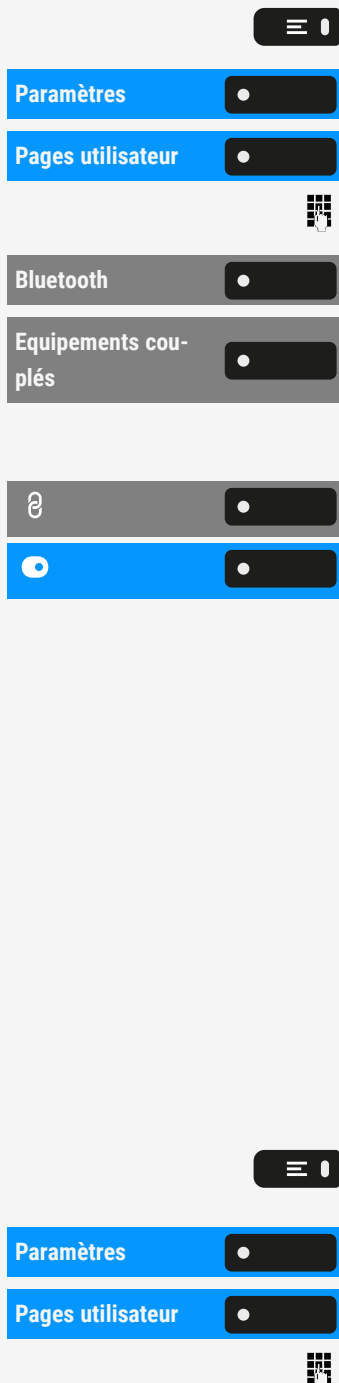 Paramètres
Pages utilisateur
Bluetooth
Equipements cou-
plés
Paramètres
Pages utilisateur